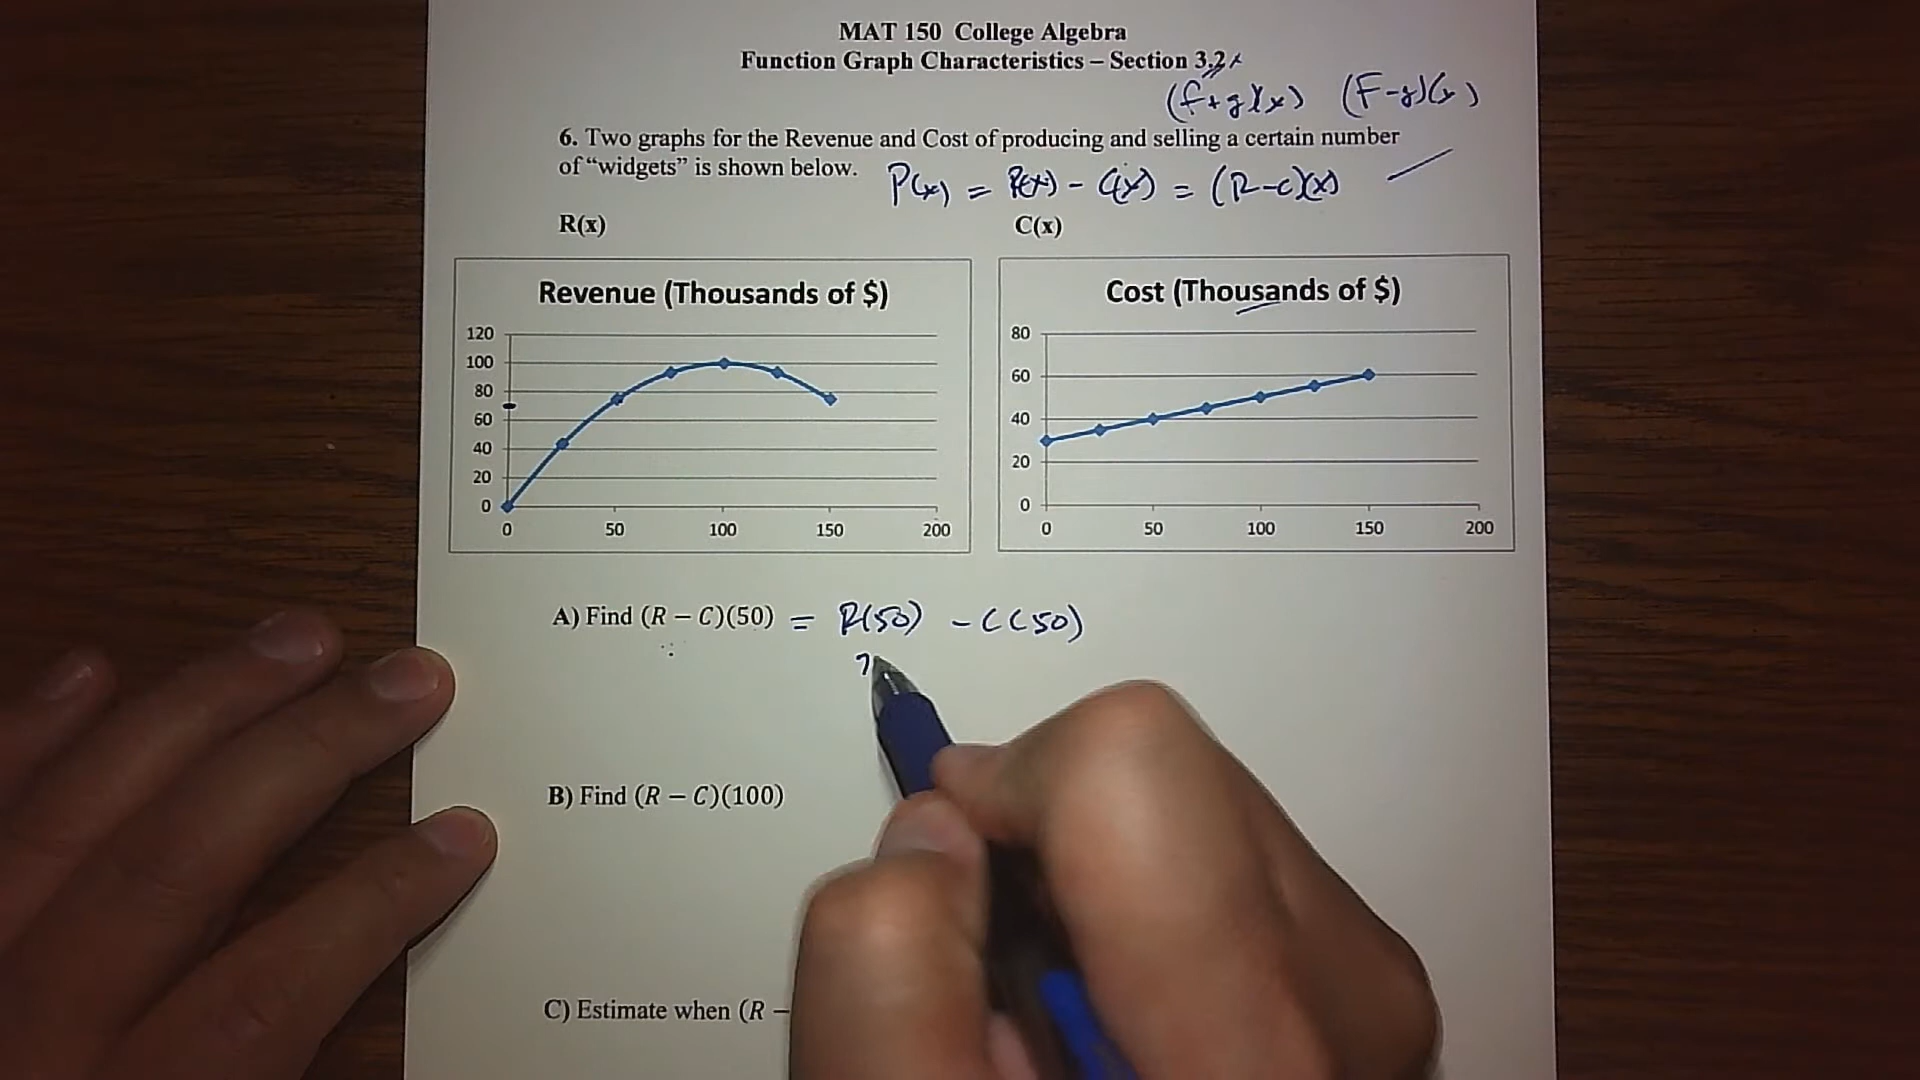 MAT 150 College Algebra
Function Graph Characteristics – Section 3.2
(f+g)(x) (F-g)(x)
6. Two graphs for the Revenue and Cost of producing and selling a certain number
of “widgets” is shown below.
P(x) = R(x) - C(x) = (R-C)(x)
R(x)
C(x)
Revenue (Thousands of $)
120
100
80
60
40
20
0
0 50 100 150 200
Cost (Thousands of $)
80
60
40
20
0
0 50 100 150 200
A) Find (R – C)(50) = R(50) - C(50)
7
B) Find (R – C)(100)
C) Estimate when (R –